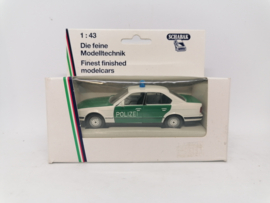 1:43
SCHABAK
Die feine
Modelltechnik
Finest finished
modelcars
POLIZEI